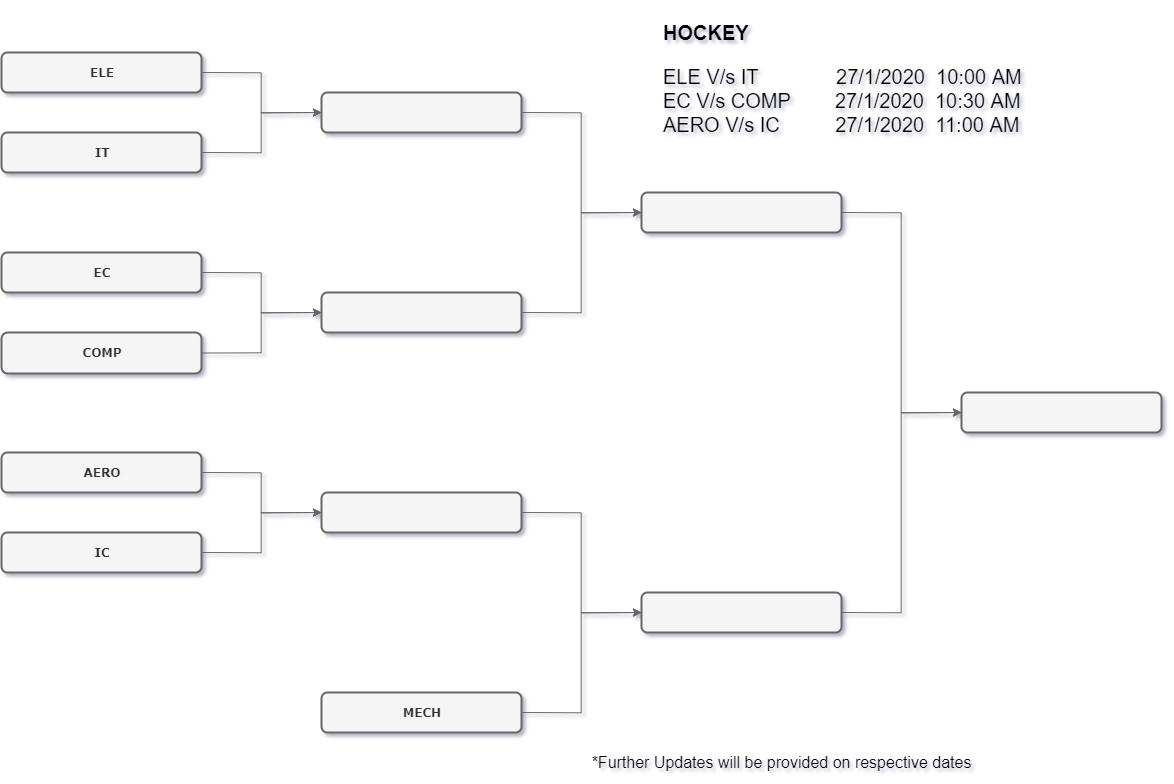 HOCKEY
ELE V/s IT 27/1/2020 10:00 AM
EC V/s COMP 27/1/2020 10:30 AM
AERO V/s IC 27/1/2020 11:00 AM
ELE
IT
EC
COMP
AERO
IC
MECH
*Further Updates will be provided on respective dates